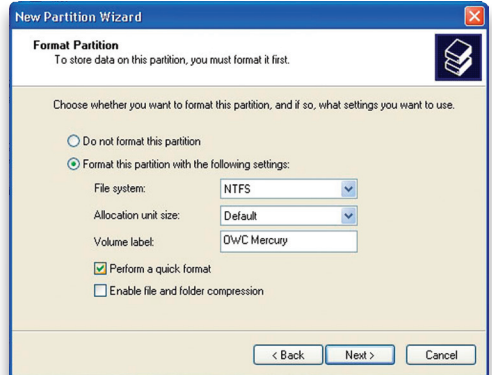 New Partition Wizard
Format Partition
To store data on this partition, you must format it first.
Choose whether you want to format this partition, and if so, what settings you want to use.
Do not format this partition
Format this partition with the following settings:
File system: NTFS
Allocation unit size: Default
Volume label: OWC Mercury
Perform a quick format
Enable file and folder compression
< Back Next > Cancel